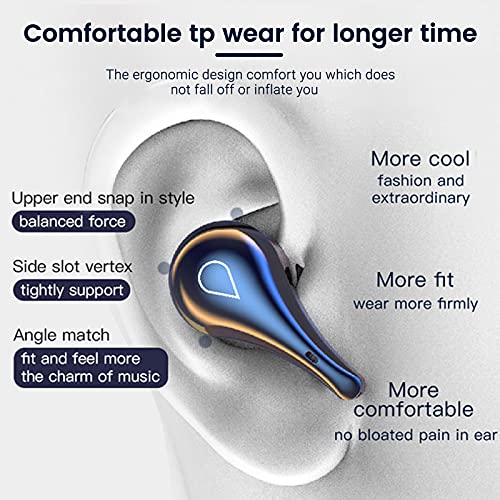 Comfortable tp wear for longer time
The ergonomic design comfort you which does
not fall off or inflate you
More cool
fashion and
extraordinary
Upper end snap in style
balanced force
Side slot vertex
tightly support
More fit
wear more firmly
Angle match
fit and feel more
the charm of music
More
comfortable
no bloated pain in ear